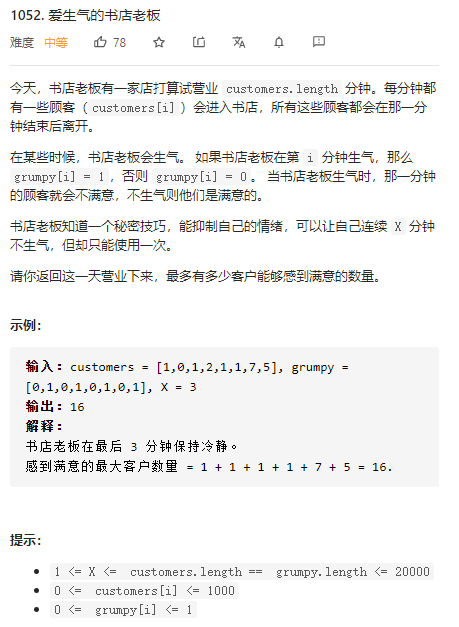 1052. 爱生气的书店老板
难度 中等 78
今天，书店老板有一家店打算试营业 customers.length 分钟。每分钟都
有一些顾客（customers[i]）会进入书店，所有这些顾客都会在那一分
钟结束后离开。
在某些时候，书店老板会生气。 如果书店老板在第 i 分钟生气，那么
grumpy[i] = 1，否则 grumpy[i] = 0。 当书店老板生气时，那一分钟
的顾客就会不满意，不生气则他们是满意的。
书店老板知道一个秘密技巧，能抑制自己的情绪，可以让自己连续 X 分钟
不生气，但却只能使用一次。
请你返回这一天营业下来，最多有多少客户能够感到满意的数量。
示例：
输入：customers = [1,0,1,2,1,1,7,5], grumpy =
[0,1,0,1,0,1,0,1], X = 3
输出：16
解释：
书店老板在最后 3 分钟保持冷静。
感到满意的最大客户数量 = 1 + 1 + 1 + 1 + 7 + 5 = 16.
提示：
• 1 <= X <= customers.length == grumpy.length <= 20000
• 0 <= customers[i] <= 1000
• 0 <= grumpy[i] <= 1